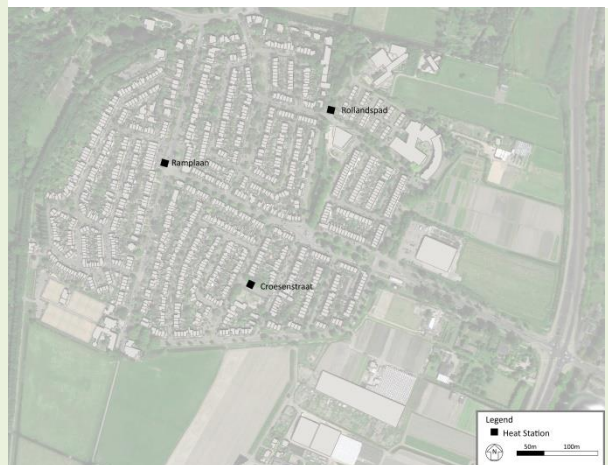 Rollandspad
Ramplaan
Croesenstraat
Legend
Heat Station
N
50m 100m